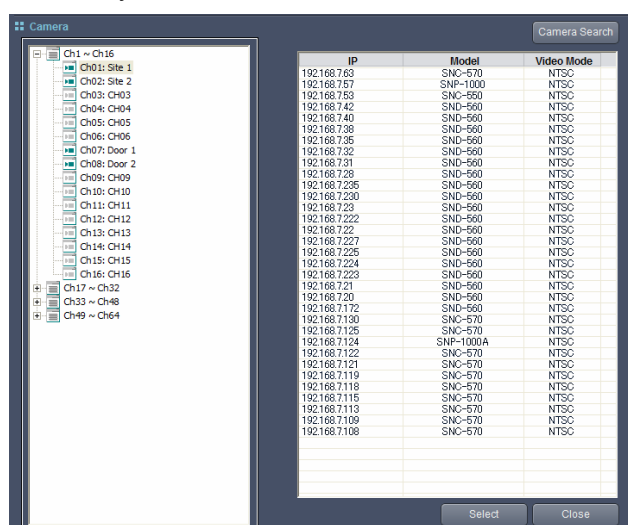 Camera
Camera Search
Ch1 ~ Ch16
Ch01: Site 1
Ch02: Site 2
Ch03: CH03
Ch04: CH04
Ch05: CH05
Ch06: CH06
Ch07: Door 1
Ch08: Door 2
Ch09: CH09
Ch10: CH10
Ch11: CH11
Ch12: CH12
Ch13: CH13
Ch14: CH14
Ch15: CH15
Ch16: CH16
Ch17 ~ Ch32
Ch33 ~ Ch48
Ch49 ~ Ch64
IP Model Video Mode
192.168.7.63 SNC-570 NTSC
192.168.7.57 SNP-1000 NTSC
192.168.7.53 SNC-550 NTSC
192.168.7.42 SND-560 NTSC
192.168.7.40 SND-560 NTSC
192.168.7.38 SND-560 NTSC
192.168.7.35 SND-560 NTSC
192.168.7.32 SND-560 NTSC
192.168.7.31 SND-560 NTSC
192.168.7.28 SND-560 NTSC
192.168.7.235 SND-560 NTSC
192.168.7.230 SND-560 NTSC
192.168.7.23 SND-560 NTSC
192.168.7.222 SND-560 NTSC
192.168.7.22 SND-560 NTSC
192.168.7.227 SND-560 NTSC
192.168.7.225 SND-560 NTSC
192.168.7.224 SND-560 NTSC
192.168.7.223 SND-560 NTSC
192.168.7.21 SND-560 NTSC
192.168.7.20 SND-560 NTSC
192.168.7.172 SND-560 NTSC
192.168.7.130 SNC-570 NTSC
192.168.7.125 SNC-570 NTSC
192.168.7.124 SNP-1000A NTSC
192.168.7.122 SNC-570 NTSC
192.168.7.121 SNC-570 NTSC
192.168.7.119 SNC-570 NTSC
192.168.7.118 SNC-570 NTSC
192.168.7.115 SNC-570 NTSC
192.168.7.113 SNC-570 NTSC
192.168.7.109 SNC-570 NTSC
192.168.7.108 SNC-570 NTSC
Select Close